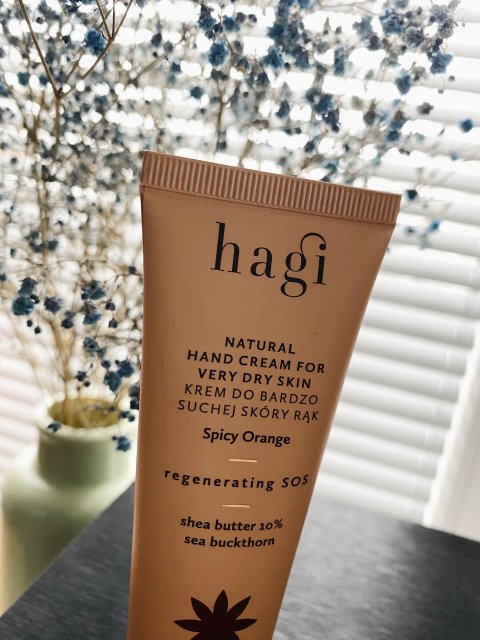 hagi
NATURAL
HAND CREAM FOR
VERY DRY SKIN
KREM DO BARDZO
SUCHEJ SKÓRY RĄK
Spicy Orange
regenerating SOS
shea butter 10%
sea buckthorn